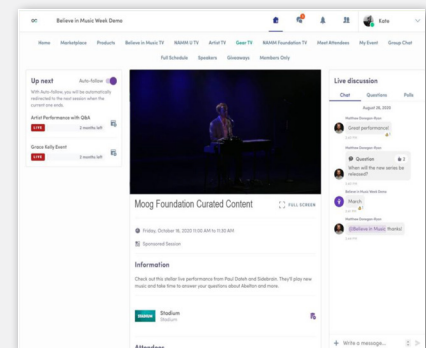 Believe in Music Week Demo
Kate
Home Marketplace Products Believe in Music TV NAMM U TV Artist TV Gear TV NAMM Foundation TV Meet Attendees My Event Group Chat
Full Schedule Speakers Giveaways Members Only
Up next Auto-follow
With Auto-follow, you will be automatically
redirected to the next session when the
current one ends.
Artist Performance with Q&A
LIVE 2 months left
Grace Kelly Event
LIVE 2 months left
Moog Foundation Curated Content FULL SCREEN
Friday, October 16, 2020 11:00 AM to 11:30 AM
Sponsored Session
Information
Check out this stellar live performance from Paul Daleh and Sidebrain. They'll play new
music and take time to answer your questions about Abelton and more.
Stadium
Stadium
Attendees
Live discussion
Chat Questions Polls
August 28, 2020
Great performance!
Question 2
When will the new series be
released?
Believe in Music Week Demo
March
@Believe in Music thanks!
Write a message...